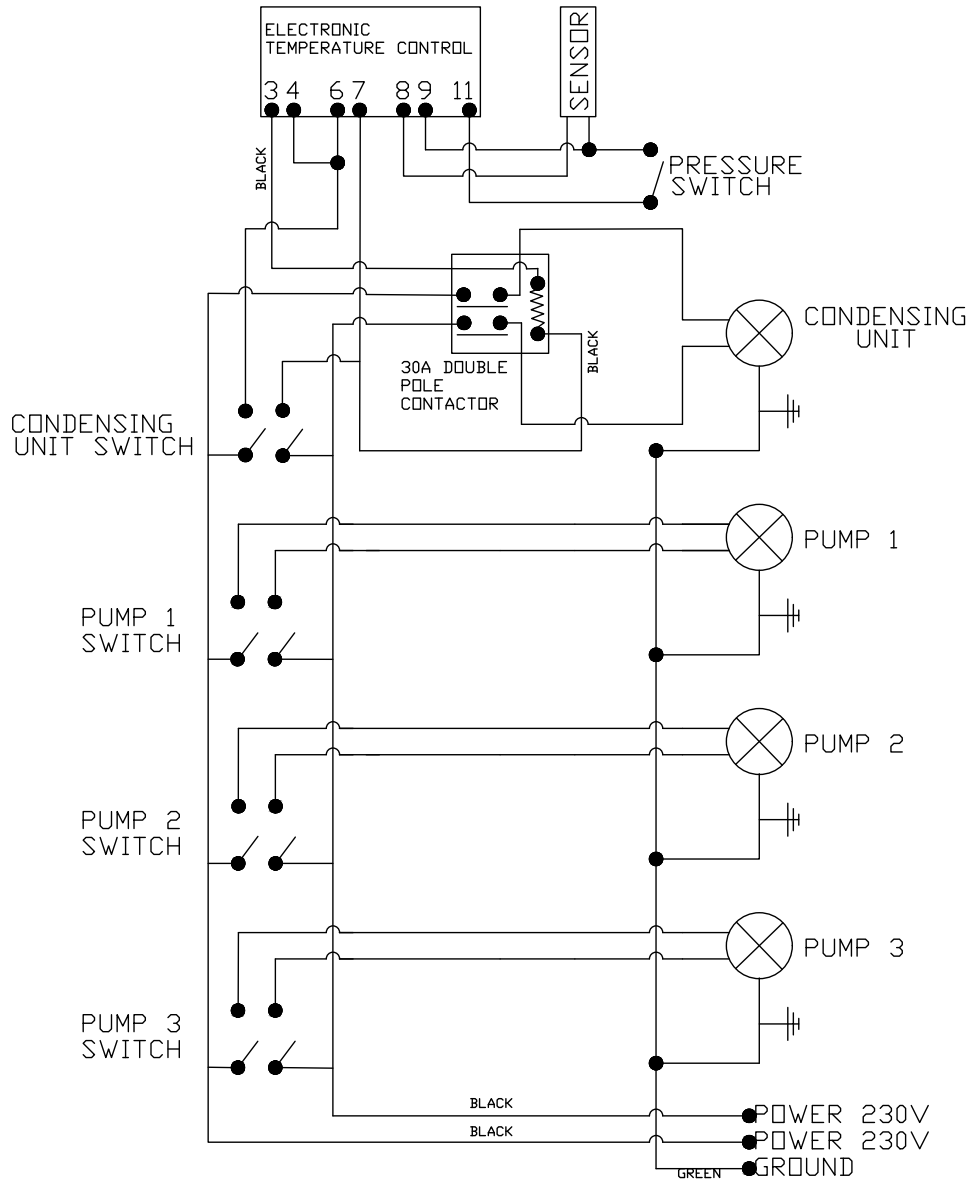 ELECTRONIC
TEMPERATURE CONTROL
3 4 6 7 8 9 11
SENSOR
BLACK
PRESSURE
SWITCH
CONDENSING
UNIT
BLACK
30A DOUBLE
POLE
CONTACTOR
CONDENSING
UNIT SWITCH
PUMP 1
PUMP 1
SWITCH
PUMP 2
PUMP 2
SWITCH
PUMP 3
PUMP 3
SWITCH
BLACK
POWER 230V
BLACK
POWER 230V
GREEN
GROUND